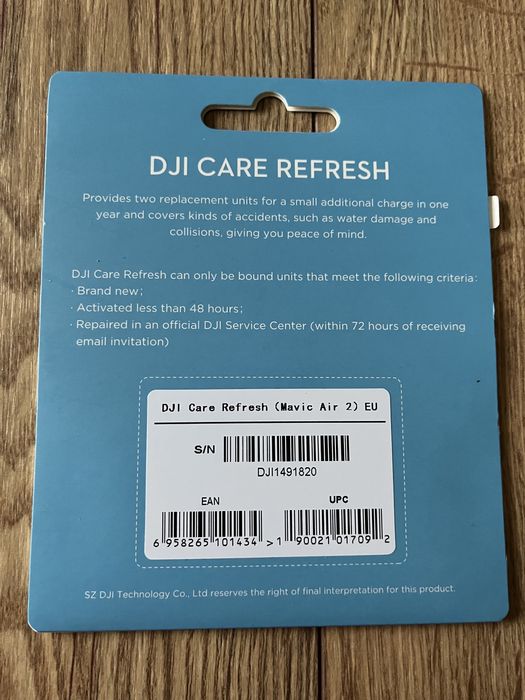 DJI CARE REFRESH
Provides two replacement units for a small additional charge in one
year and covers kinds of accidents, such as water damage and
collisions, giving you peace of mind.
DJI Care Refresh can only be bound units that meet the following criteria:
· Brand new;
· Activated less than 48 hours;
· Repaired in an official DJI Service Center (within 72 hours of receiving
email invitation)
DJI Care Refresh (Mavic Air 2) EU
S/N
DJI1491820
EAN UPC
6 958265 101434 > 1 90021 01709 2
SZ DJI Technology Co., Ltd reserves the right of final interpretation for this product.